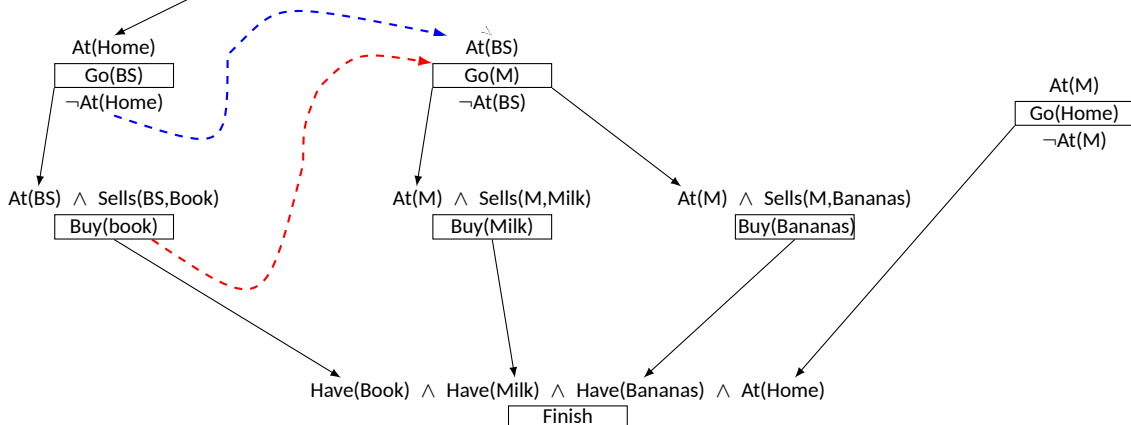 At(Home)
Go(BS)
¬At(Home)
At(BS)
Go(M)
¬At(BS)
At(M)
Go(Home)
¬At(M)
At(BS) ∧ Sells(BS,Book)
Buy(book)
At(M) ∧ Sells(M,Milk)
Buy(Milk)
At(M) ∧ Sells(M,Bananas)
Buy(Bananas)
Have(Book) ∧ Have(Milk) ∧ Have(Bananas) ∧ At(Home)
Finish